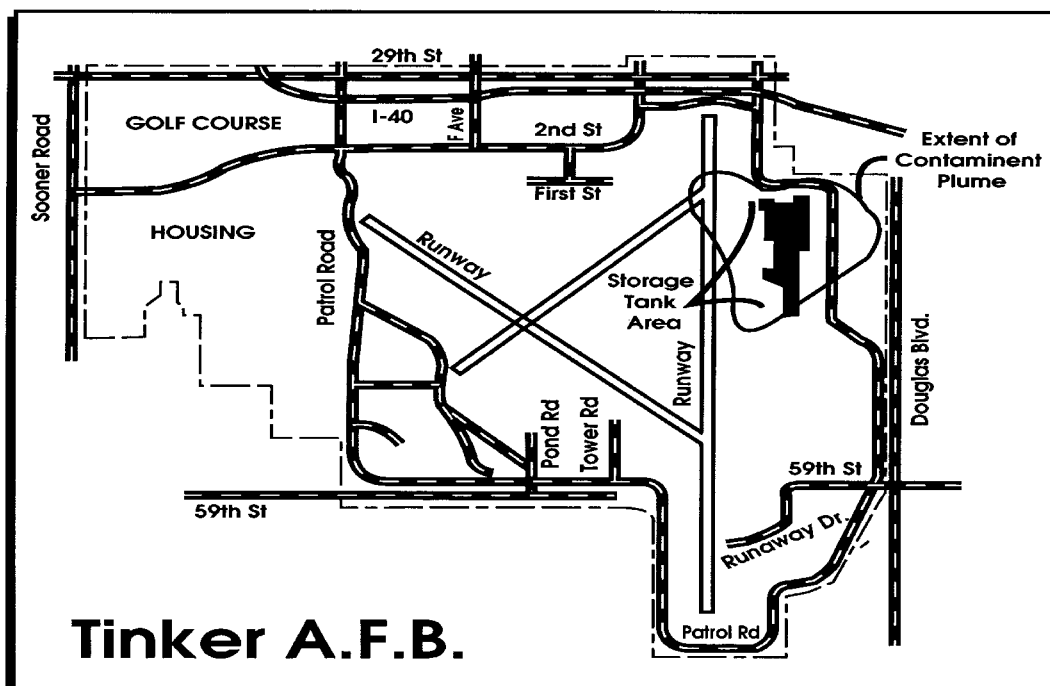 29th St
I-40
F Ave
GOLF COURSE
2nd St
Extent of
Contaminent
Plume
Sooner Road
First St
HOUSING
Runway
Patrol Road
Storage
Tank
Area
Runway
Douglas Blvd.
Pond Rd
Tower Rd
59th St
59th St
Runaway Dr.
Patrol Rd
Tinker A.F.B.